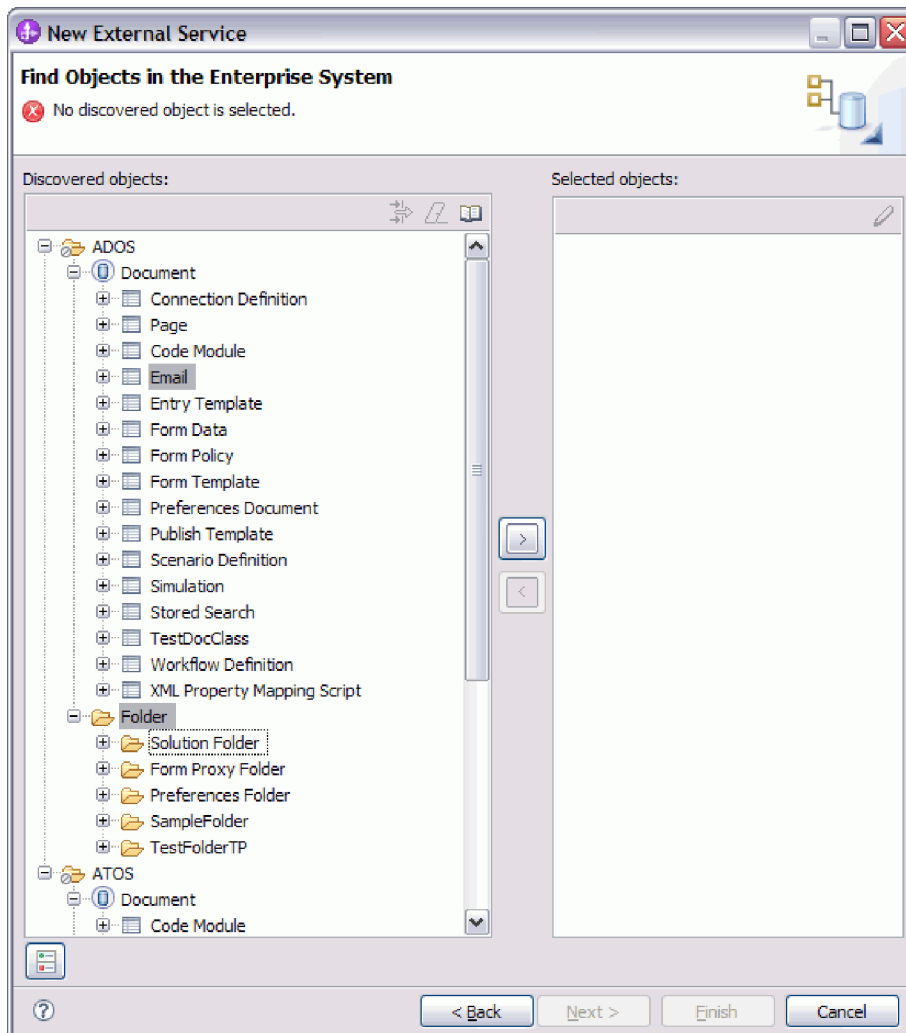 New External Service
Find Objects in the Enterprise System
No discovered object is selected.
Discovered objects:
Selected objects:
ADOS
Document
Connection Definition
Page
Code Module
Email
Entry Template
Form Data
Form Policy
Form Template
Preferences Document
Publish Template
Scenario Definition
Simulation
Stored Search
TestDocClass
Workflow Definition
XML Property Mapping Script
Folder
Solution Folder
Form Proxy Folder
Preferences Folder
SampleFolder
TestFolderTP
ATOS
Document
Code Module
>
<
? < Back Next > Finish Cancel